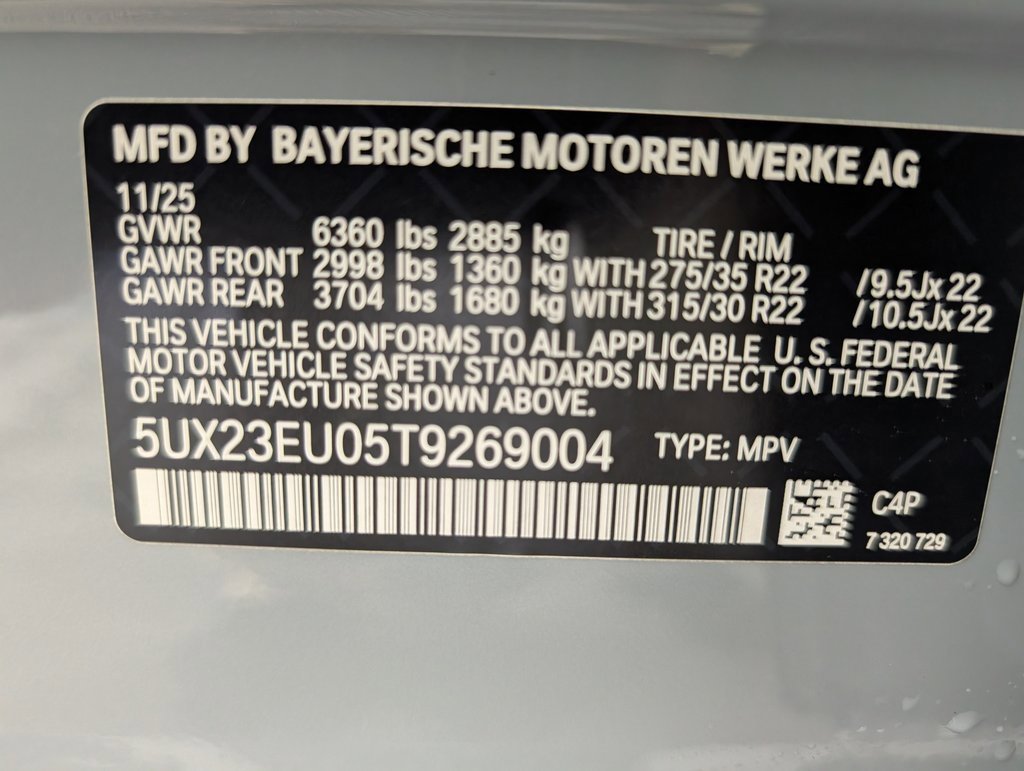 MFD BY BAYERISCHE MOTOREN WERKE AG
11/25
GVWR 6360 lbs 2885 kg TIRE / RIM
GAWR FRONT 2998 lbs 1360 kg WITH 275/35 R22 /9.5Jx 22
GAWR REAR 3704 lbs 1680 kg WITH 315/30 R22 /10.5Jx 22
THIS VEHICLE CONFORMS TO ALL APPLICABLE U. S. FEDERAL
MOTOR VEHICLE SAFETY STANDARDS IN EFFECT ON THE DATE
OF MANUFACTURE SHOWN ABOVE.
5UX23EU05T9269004 TYPE: MPV
C4P
7 320 729